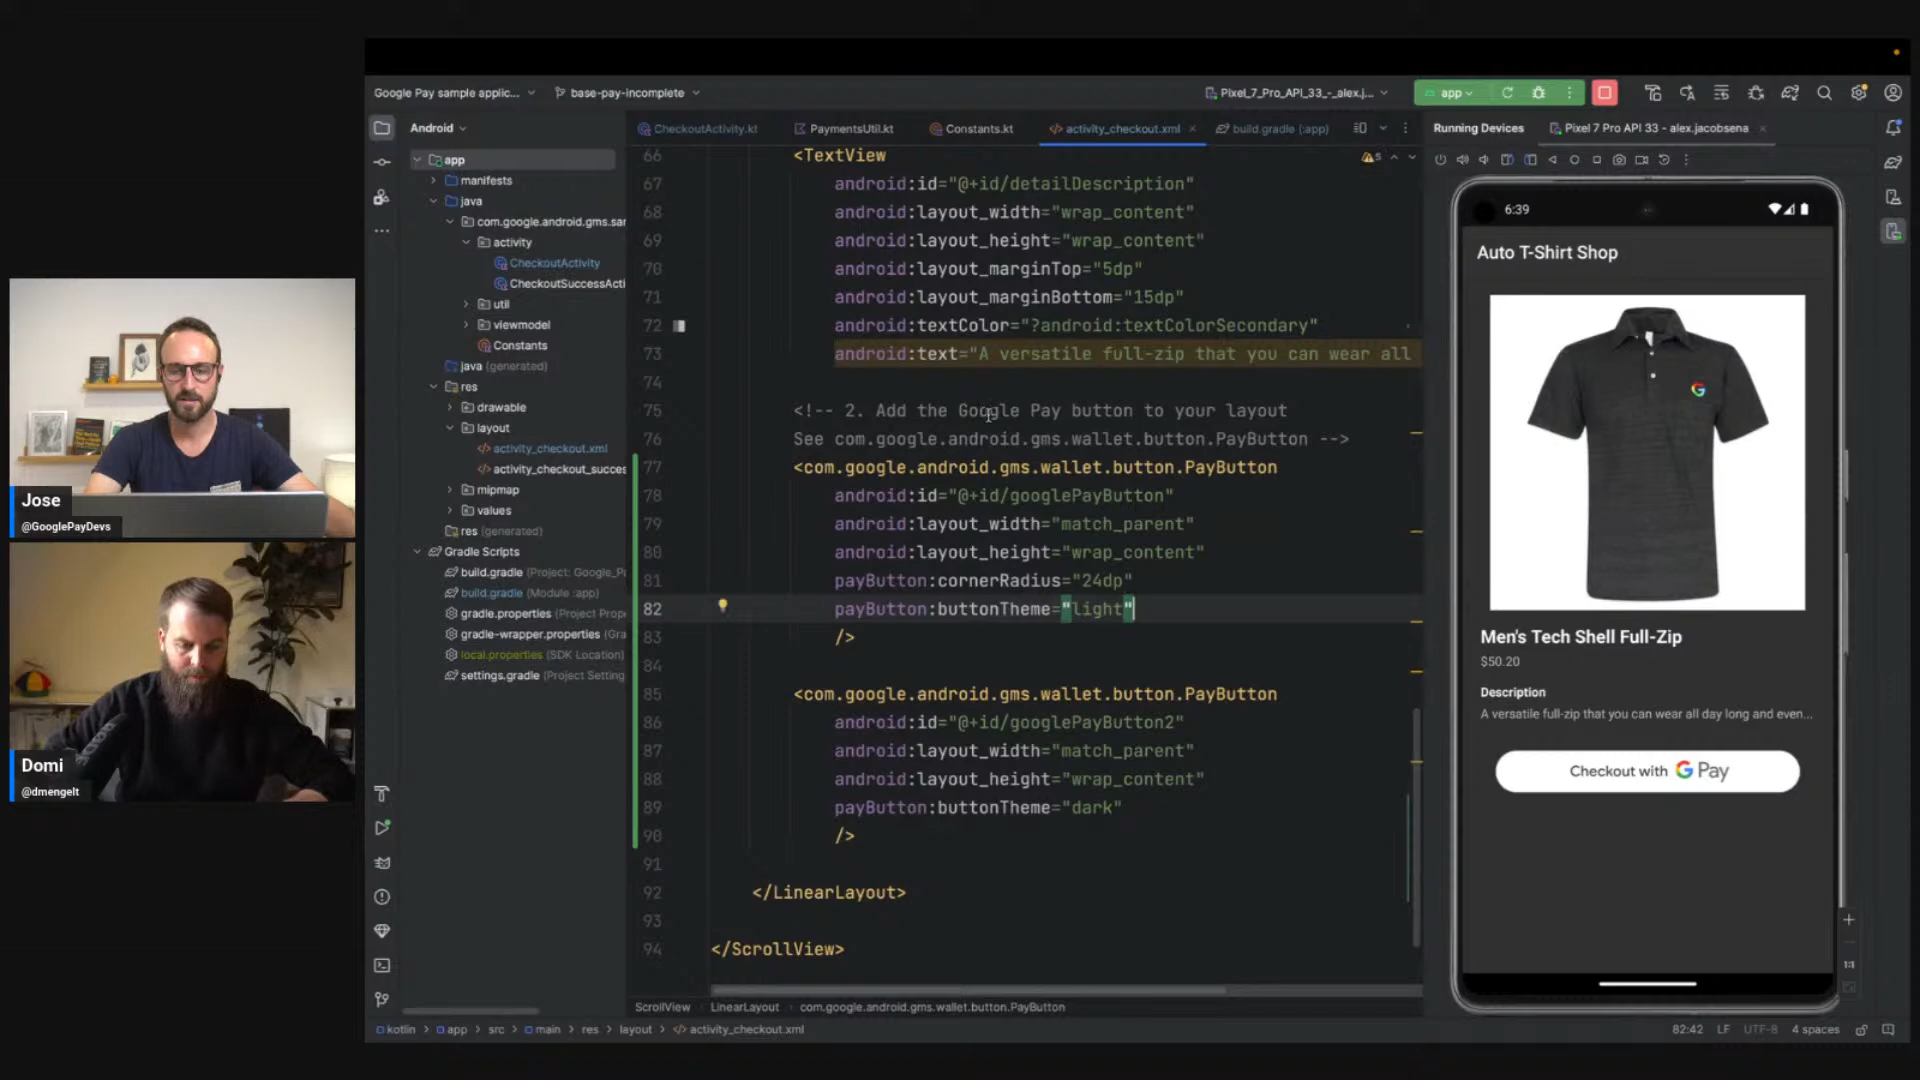 Google Pay sample applic...
base-pay-incomplete
Pixel_7_Pro_API_33_-_alex.j...
app
Android
CheckoutActivity.kt
PaymentsUtil.kt
Constants.kt
activity_checkout.xml
build.gradle (:app)
Running Devices
Pixel 7 Pro API 33 - alex.jacobsena
app
manifests
java
com.google.android.gms.sar
activity
CheckoutActivity
CheckoutSuccessActi
util
viewmodel
Constants
java (generated)
res
drawable
layout
activity_checkout.xml
activity_checkout_succes
mipmap
values
res (generated)
Gradle Scripts
build.gradle (Project: Google_Pa
build.gradle (Module :app)
gradle.properties (Project Prop
gradle-wrapper.properties (Gra
local.properties (SDK Location)
settings.gradle (Project Setting
66 <TextView
67 android:id="@+id/detailDescription"
68 android:layout_width="wrap_content"
69 android:layout_height="wrap_content"
70 android:layout_marginTop="5dp"
71 android:layout_marginBottom="15dp"
72 android:textColor="?android:textColorSecondary"
73 android:text="A versatile full-zip that you can wear all
74
75 <!-- 2. Add the Google Pay button to your layout
76 See com.google.android.gms.wallet.button.PayButton -->
77 <com.google.android.gms.wallet.button.PayButton
78 android:id="@+id/googlePayButton"
79 android:layout_width="match_parent"
80 android:layout_height="wrap_content"
81 payButton:cornerRadius="24dp"
82 payButton:buttonTheme="light"
83 />
84
85 <com.google.android.gms.wallet.button.PayButton
86 android:id="@+id/googlePayButton2"
87 android:layout_width="match_parent"
88 android:layout_height="wrap_content"
89 payButton:buttonTheme="dark"
90 />
91
92 </LinearLayout>
93
94 </ScrollView>
5
ScrollView
LinearLayout
com.google.android.gms.wallet.button.PayButton
kotlin
app
src
main
res
layout
activity_checkout.xml
82:42
LF
UTF-8
4 spaces
6:39
Auto T-Shirt Shop
G
Men's Tech Shell Full-Zip
$50.20
Description
A versatile full-zip that you can wear all day long and even...
Checkout with G Pay
1:1
Jose
@GooglePayDevs
Domi
@dmengelt